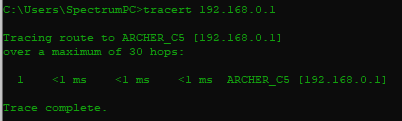 C:\Users\SpectrumPC>tracert 192.168.0.1
Tracing route to ARCHER_C5 [192.168.0.1]
over a maximum of 30 hops:
1 <1 ms <1 ms <1 ms ARCHER_C5 [192.168.0.1]
Trace complete.